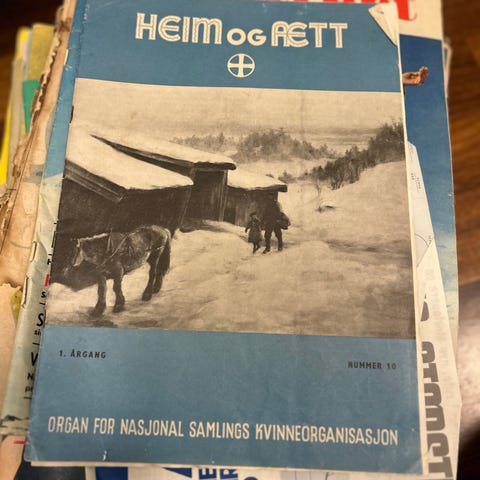 HEIM OG ÆTT
1. ÅRGANG
NUMMER 10
ORGAN FOR NASJONAL SAMLINGS KVINNEORGANISASJON